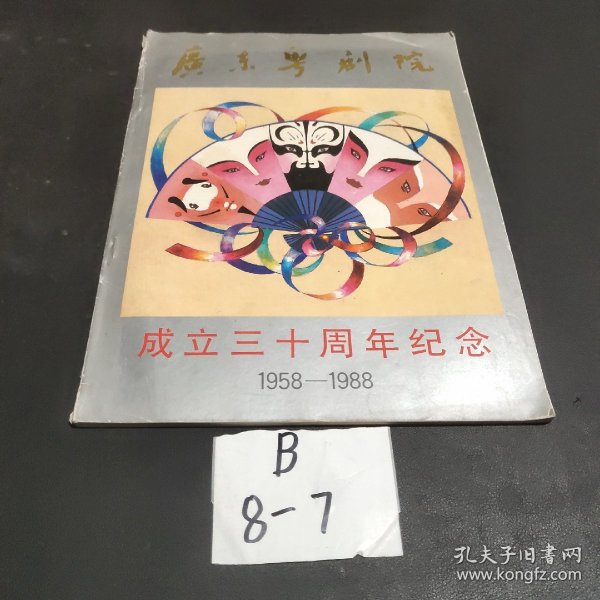 廣东粤剧院
成立三十周年纪念
1958—1988
B
8-7
孔夫子旧书网
www.kongfz.com